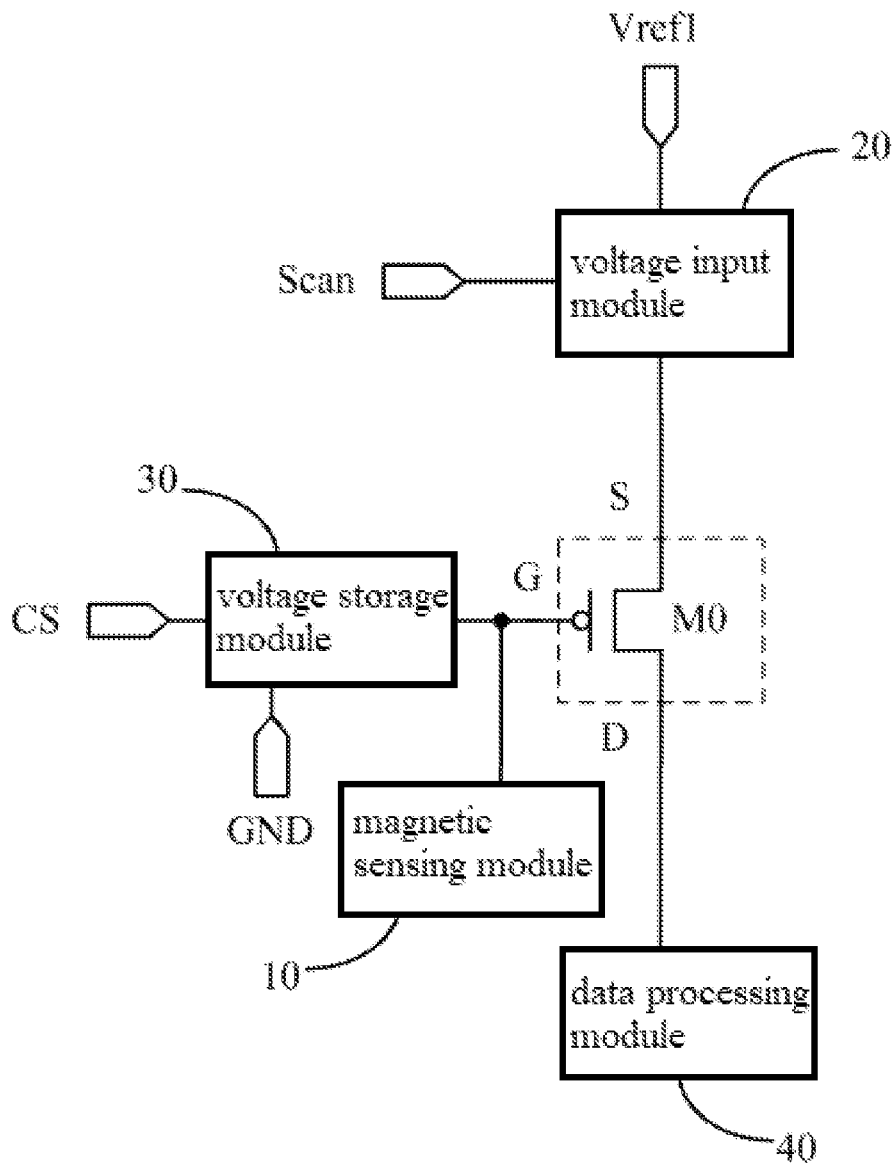 Vref1
20
voltage input
module
Scan
S
30
G
voltage storage
module
CS
M0
D
GND
magnetic
sensing module
10
data processing
module
40